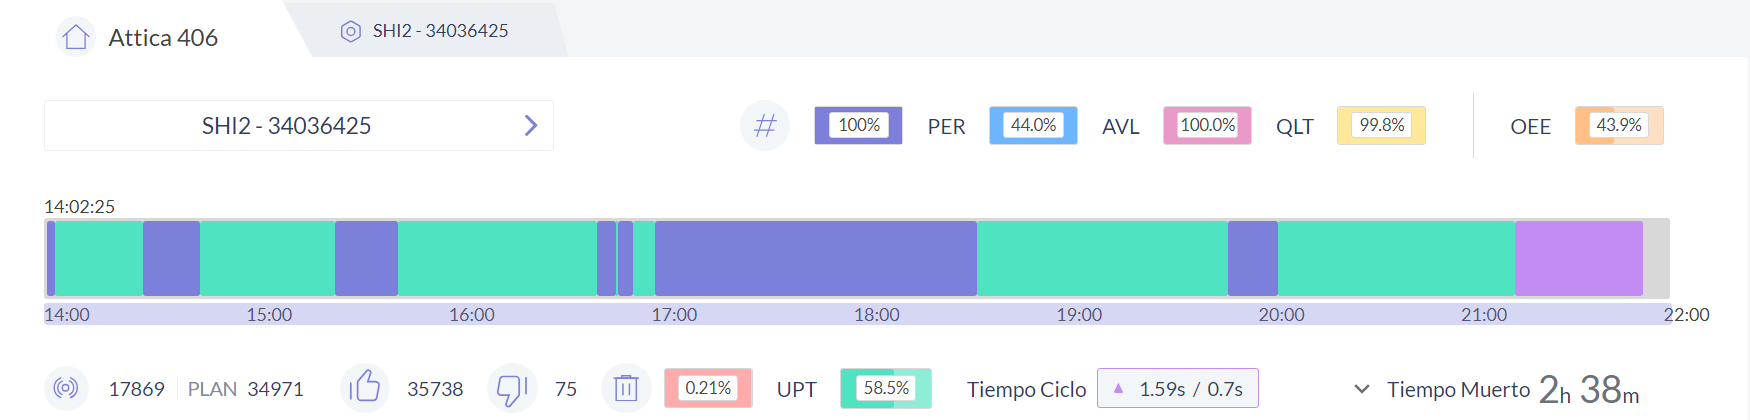 Attica 406
SHI2 - 34036425
SHI2 - 34036425
# 100% PER 44.0% AVL 100.0% QLT 99.8% OEE 43.9%
14:02:25
14:00 15:00 16:00 17:00 18:00 19:00 20:00 21:00 22:00
17869 PLAN 34971 35738 75 0.21% UPT 58.5% Tiempo Ciclo ▲ 1.59s / 0.7s Tiempo Muerto 2h 38m